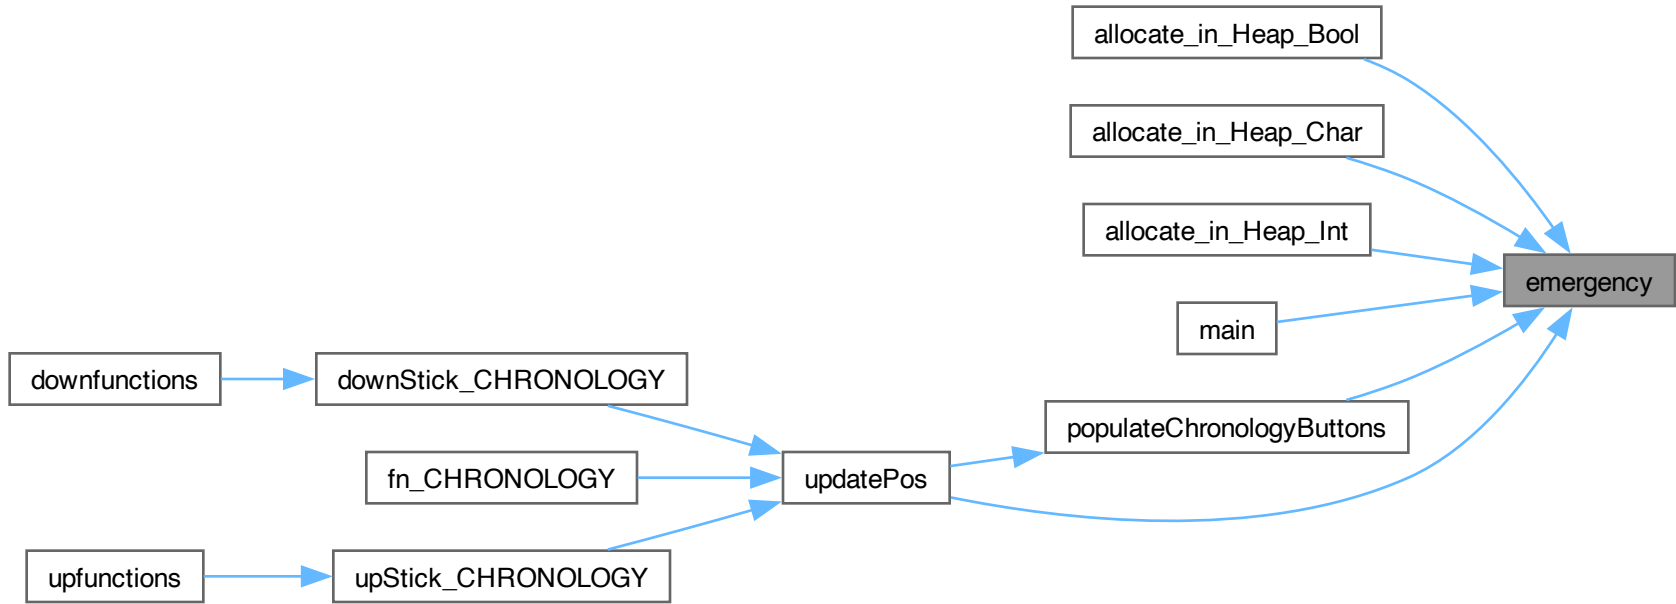 allocate_in_Heap_Bool
allocate_in_Heap_Char
allocate_in_Heap_Int
emergency
main
downfunctions
downStick_CHRONOLOGY
populateChronologyButtons
fn_CHRONOLOGY
updatePos
upfunctions
upStick_CHRONOLOGY